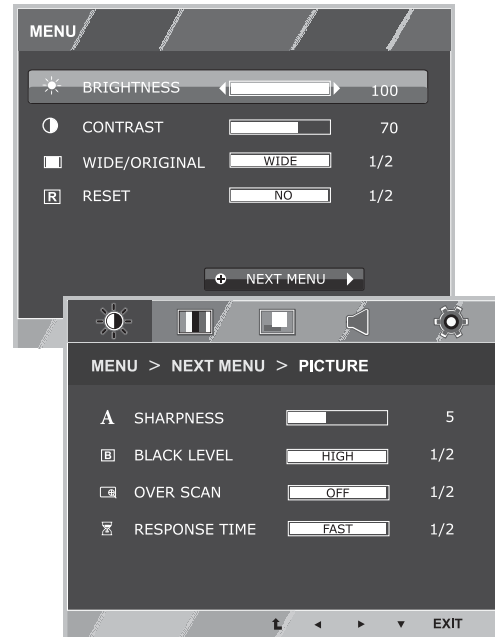 MENU
BRIGHTNESS 100
CONTRAST 70
WIDE/ORIGINAL WIDE 1/2
R RESET NO 1/2
NEXT MENU
MENU > NEXT MENU > PICTURE
A SHARPNESS 5
B BLACK LEVEL HIGH 1/2
OVER SCAN OFF 1/2
RESPONSE TIME FAST 1/2
EXIT